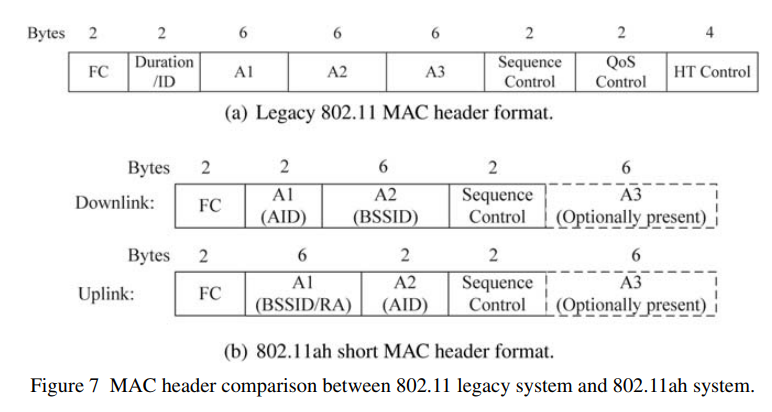 Bytes 2 2 6 6 6 2 2 4
FC Duration /ID A1 A2 A3 Sequence Control QoS Control HT Control
(a) Legacy 802.11 MAC header format.
Bytes 2 2 6 2 6
Downlink: FC A1 (AID) A2 (BSSID) Sequence Control A3 (Optionally present)
Bytes 2 6 2 2 6
Uplink: FC A1 (BSSID/RA) A2 (AID) Sequence Control A3 (Optionally present)
(b) 802.11ah short MAC header format.
Figure 7 MAC header comparison between 802.11 legacy system and 802.11ah system.